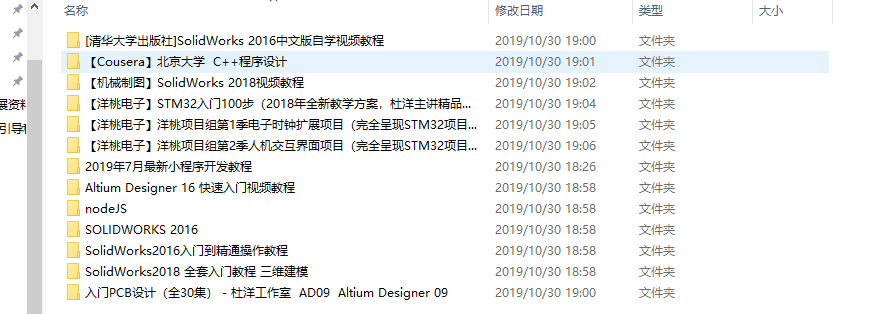 名称 修改日期 类型 大小
[清华大学出版社]SolidWorks 2016中文版自学视频教程 2019/10/30 19:00 文件夹
【Cousera】北京大学 C++程序设计 2019/10/30 19:01 文件夹
【机械制图】SolidWorks 2018视频教程 2019/10/30 19:02 文件夹
【洋桃电子】STM32入门100步（2018年全新教学方案，杜洋主讲精品... 2019/10/30 19:04 文件夹
展资料
【洋桃电子】洋桃项目组第1季电子时钟扩展项目（完全呈现STM32项目... 2019/10/30 19:05 文件夹
引导
【洋桃电子】洋桃项目组第2季人机交互界面项目（完全呈现STM32项目... 2019/10/30 19:06 文件夹
2019年7月最新小程序开发教程 2019/10/30 18:26 文件夹
Altium Designer 16 快速入门视频教程 2019/10/30 18:58 文件夹
nodeJS 2019/10/30 18:58 文件夹
SOLIDWORKS 2016 2019/10/30 18:58 文件夹
SolidWorks2016入门到精通操作教程 2019/10/30 18:58 文件夹
SolidWorks2018 全套入门教程 三维建模 2019/10/30 18:58 文件夹
入门PCB设计（全30集） - 杜洋工作室 AD09 Altium Designer 09 2019/10/30 19:00 文件夹